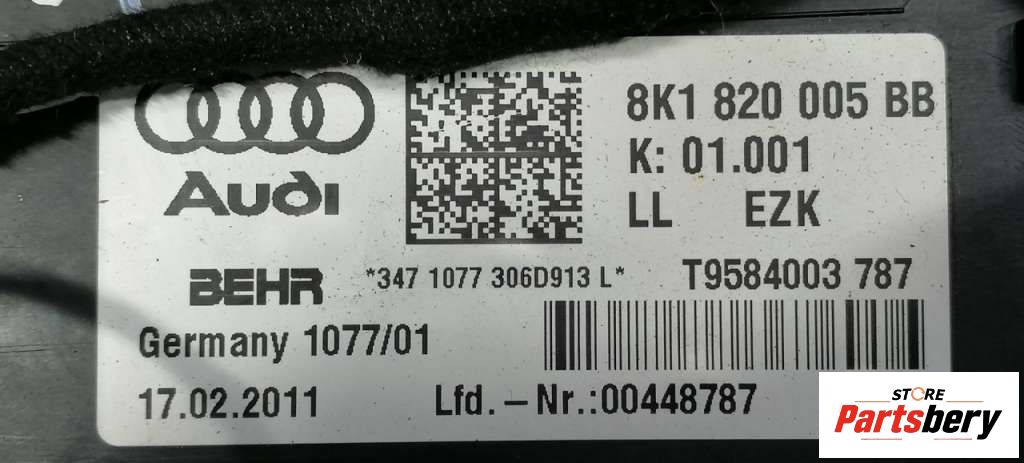 8K1 820 005 BB
K: 01.001
AUDI
LL EZK
BEHR *347 1077 306D913 L* T9584003 787
Germany 1077/01
17.02.2011 Lfd. - Nr.:00448787
STORE
Partsbery